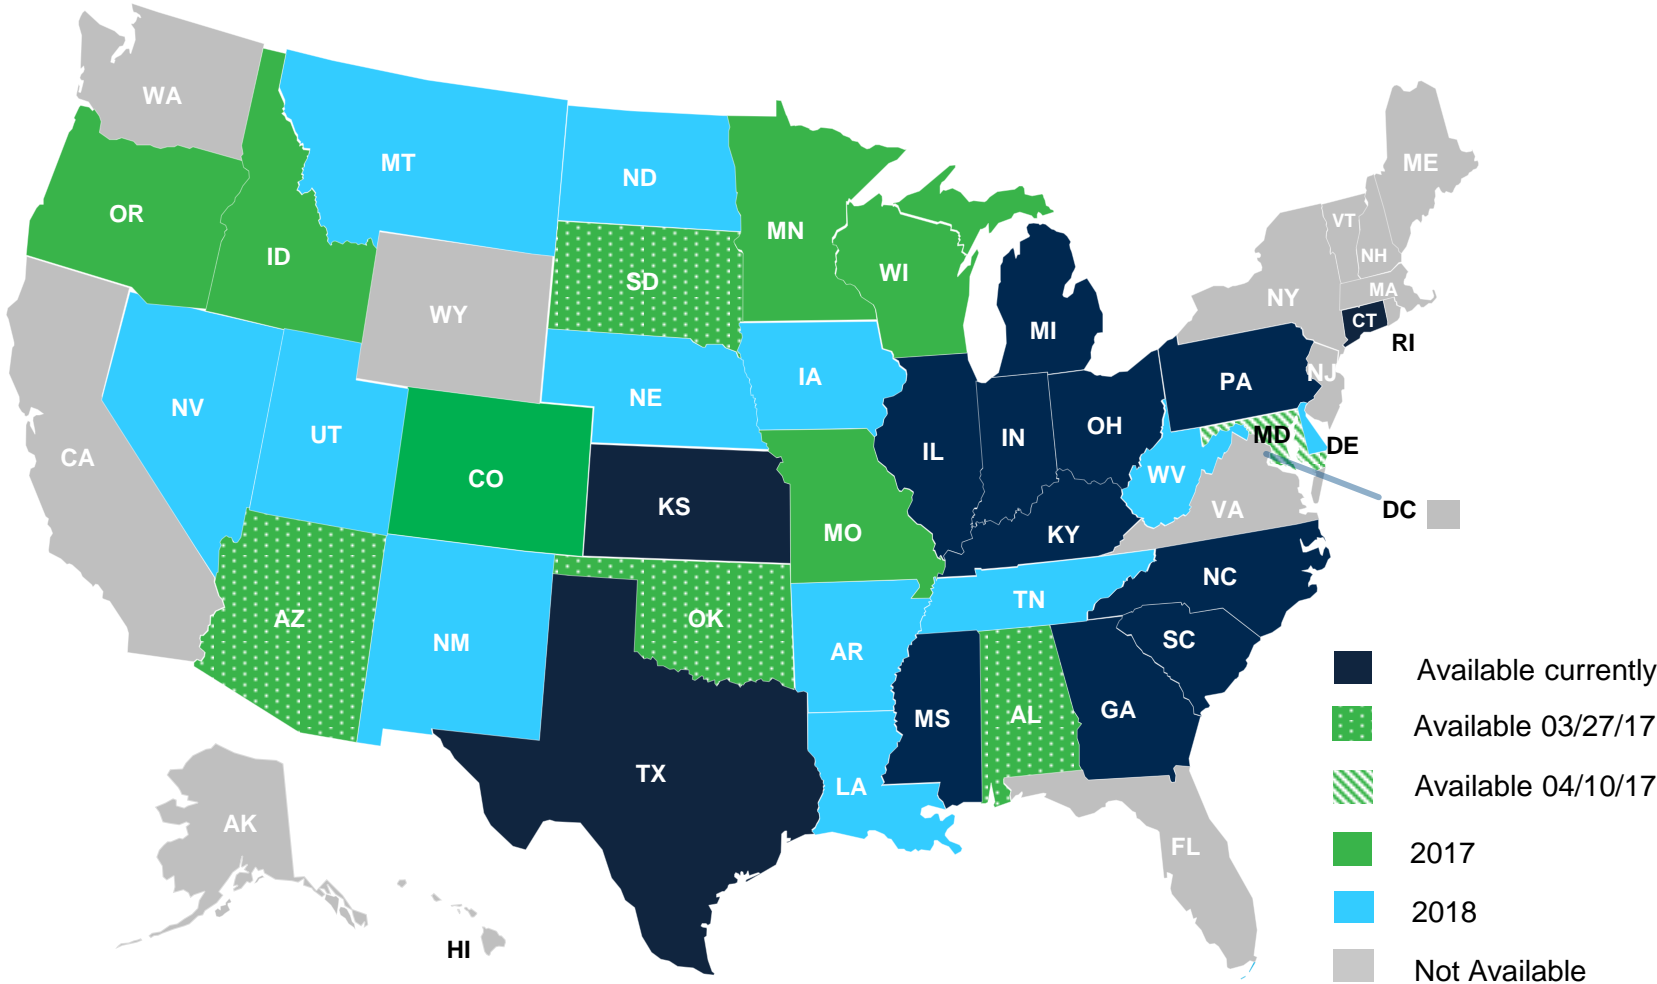 WA
ME
MT
ND
VT
OR
MN
NH
ID
WI
SD
MA
NY
WY
CT
MI
RI
IA
PA
NJ
NE
NV
OH
UT
IN
MD
DE
IL
CA
WV
CO
KS
VA
DC
MO
KY
NC
TN
AZ
OK
SC
NM
AR
Available currently
GA
AL
MS
Available 03/27/17
TX
LA
Available 04/10/17
AK
FL
2017
2018
HI
Not Available